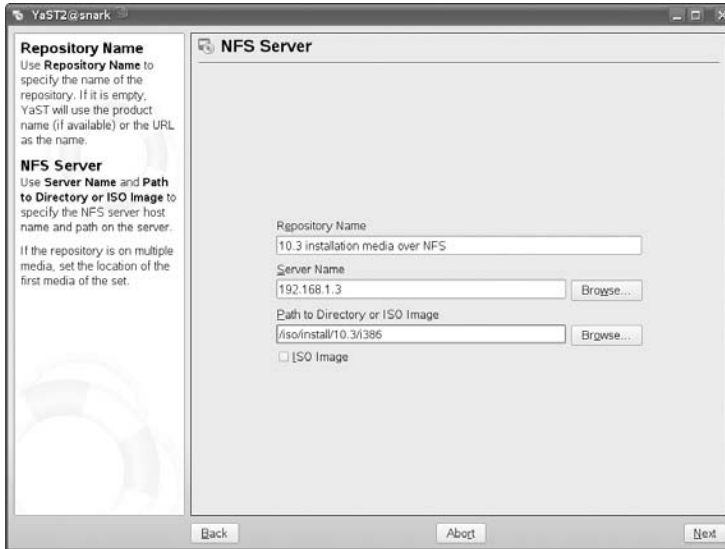 YaST2@snark
Repository Name
Use Repository Name to
specify the name of the
repository. If it is empty,
YaST will use the product
name (if available) or the URL
as the name.
NFS Server
Use Server Name and Path
to Directory or ISO Image to
specify the NFS server host
name and path on the server.
If the repository is on multiple
media, set the location of the
first media of the set.
NFS Server
Repository Name
10.3 installation media over NFS
Server Name
192.168.1.3
Browse...
Path to Directory or ISO Image
/iso/install/10.3/i386
Browse...
ISO Image
Back
Abort
Next